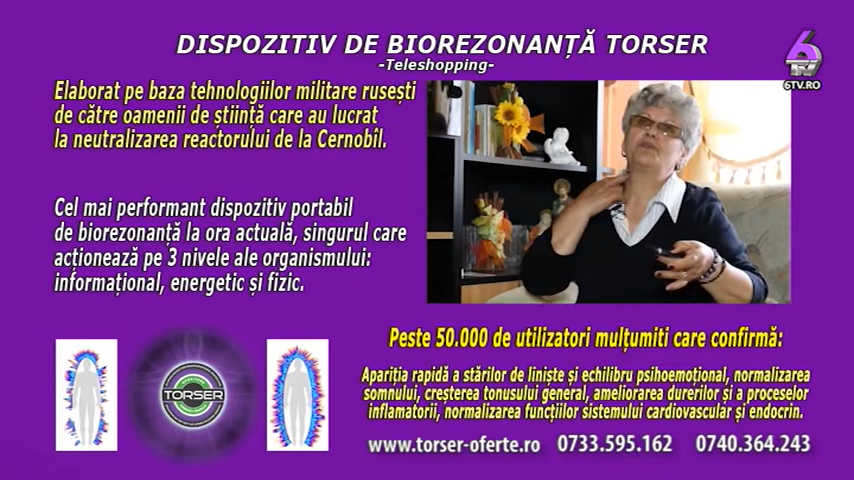 DISPOZITIV DE BIOREZONANȚĂ TORSER
-Teleshopping-
6
TV
6TV.RO
Elaborat pe baza tehnologiilor militare rusești
de către oamenii de știință care au lucrat
la neutralizarea reactorului de la Cernobîl.
Cel mai performant dispozitiv portabil
de biorezonanță la ora actuală, singurul care
acționează pe 3 nivele ale organismului:
informațional, energetic și fizic.
TORSER
Peste 50.000 de utilizatori mulțumiti care confirmă:
Apariția rapidă a stărilor de liniște și echilibru psihoemoțional, normalizarea
somnului, creșterea tonusului general, ameliorarea durerilor și a proceselor
inflamatorii, normalizarea funcțiilor sistemului cardiovascular și endocrin.
www.torser-oferte.ro 0733.595.162 0740.364.243